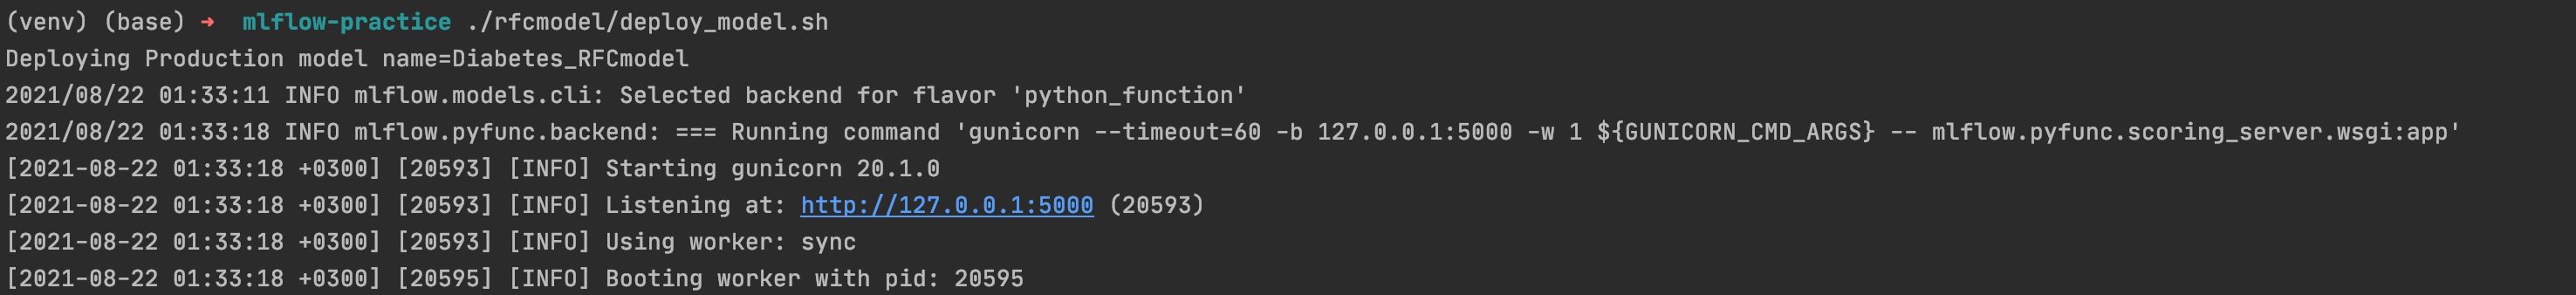 (venv) (base) ➜  mlflow-practice ./rfcmodel/deploy_model.sh
Deploying Production model name=Diabetes_RFCmodel
2021/08/22 01:33:11 INFO mlflow.models.cli: Selected backend for flavor 'python_function'
2021/08/22 01:33:18 INFO mlflow.pyfunc.backend: === Running command 'gunicorn --timeout=60 -b 127.0.0.1:5000 -w 1 ${GUNICORN_CMD_ARGS} -- mlflow.pyfunc.scoring_server.wsgi:app'
[2021-08-22 01:33:18 +0300] [20593] [INFO] Starting gunicorn 20.1.0
[2021-08-22 01:33:18 +0300] [20593] [INFO] Listening at: http://127.0.0.1:5000 (20593)
[2021-08-22 01:33:18 +0300] [20593] [INFO] Using worker: sync
[2021-08-22 01:33:18 +0300] [20595] [INFO] Booting worker with pid: 20595